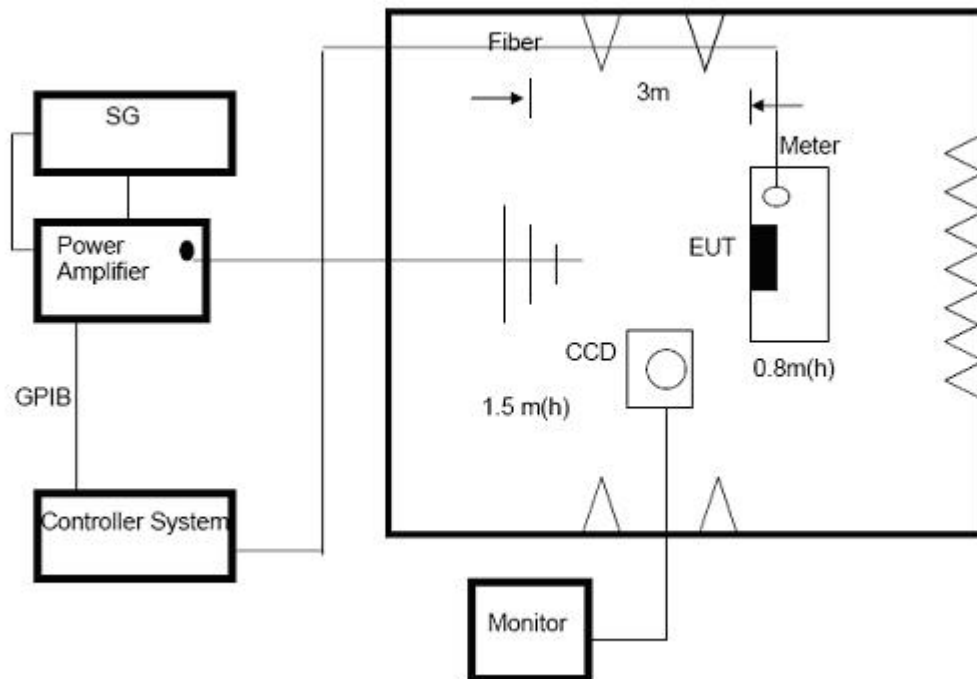 Fiber
3m
SG
Meter
Power
Amplifier
EUT
CCD
0.8m(h)
GPIB
1.5 m(h)
Controller System
Monitor